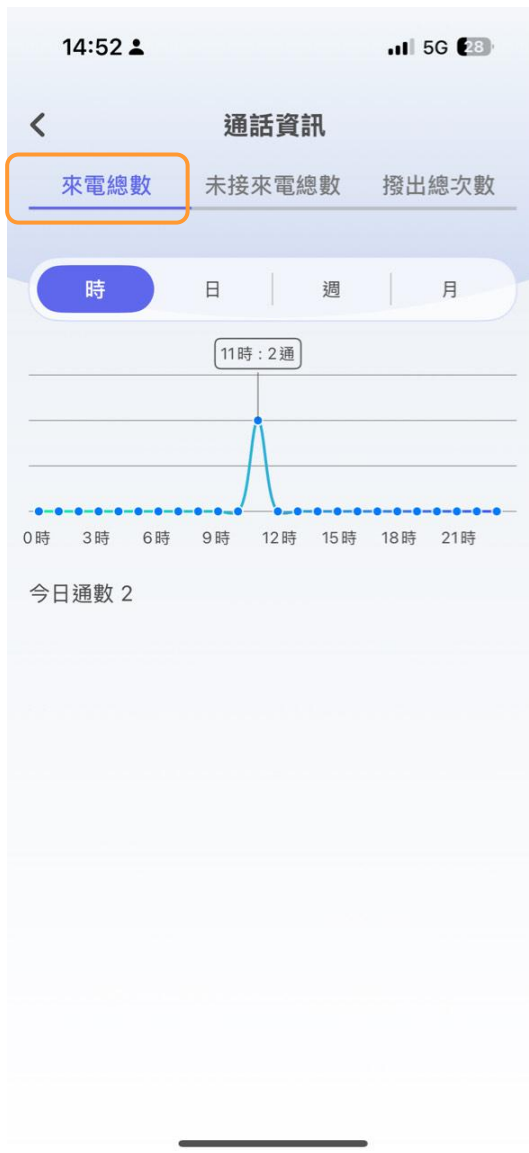 14:52 5G 28
通話資訊
來電總數 未接來電總數 撥出總次數
時 日 週 月
11時：2通
0時 3時 6時 9時 12時 15時 18時 21時
今日通數 2